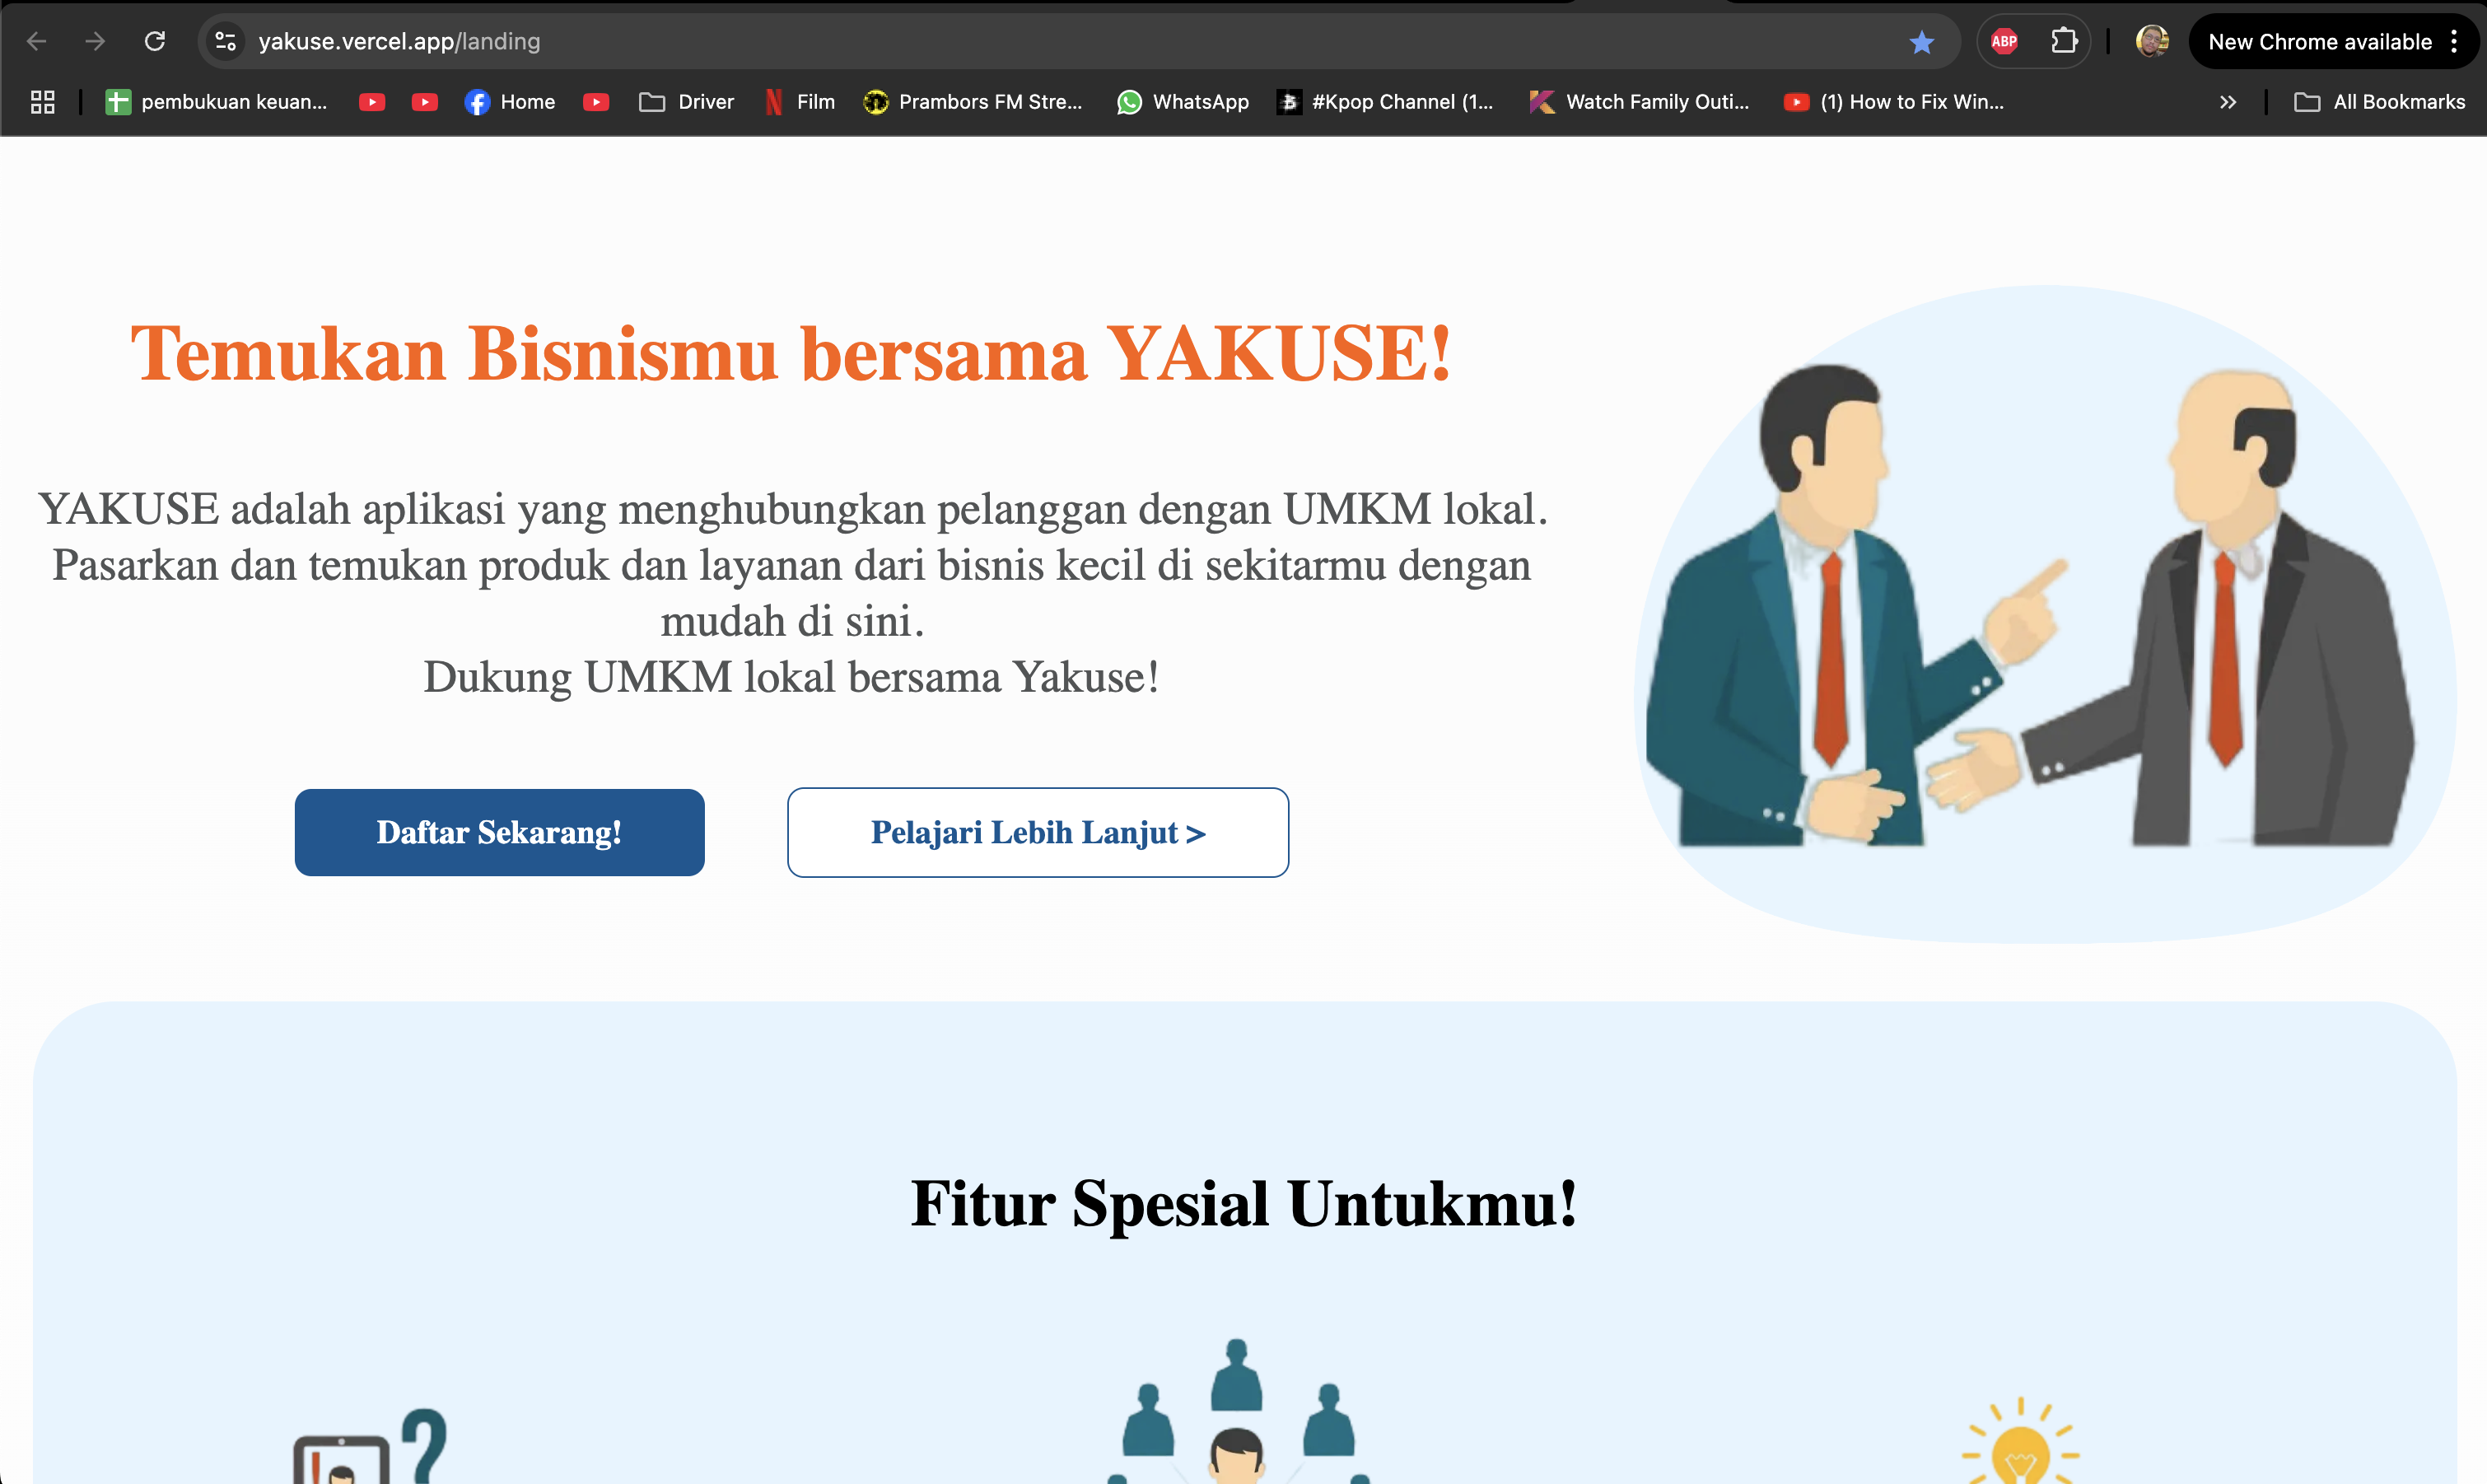 yakuse.vercel.app/landing
ABP
New Chrome available
pembukuan keuan...
Home
Driver
Film
Prambors FM Stre...
WhatsApp
#Kpop Channel (1...
Watch Family Outi...
(1) How to Fix Win...
All Bookmarks
Temukan Bisnismu bersama YAKUSE!
YAKUSE adalah aplikasi yang menghubungkan pelanggan dengan UMKM lokal.
Pasarkan dan temukan produk dan layanan dari bisnis kecil di sekitarmu dengan
mudah di sini.
Dukung UMKM lokal bersama Yakuse!
Daftar Sekarang!
Pelajari Lebih Lanjut >
Fitur Spesial Untukmu!
?